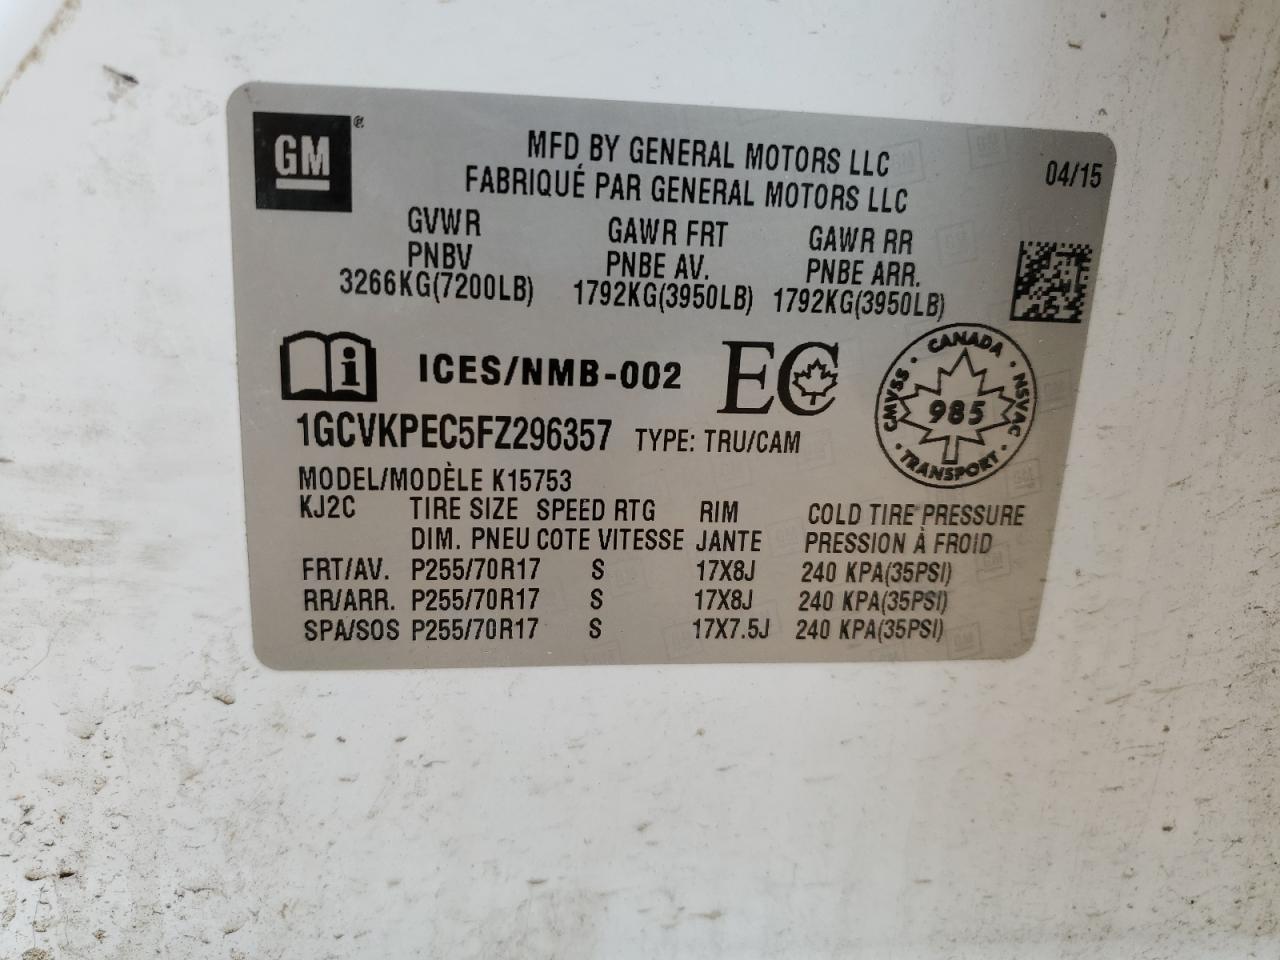 GM®
MFD BY GENERAL MOTORS LLC
04/15
FABRIQUÉ PAR GENERAL MOTORS LLC
GVWR GAWR FRT GAWR RR
PNBV PNBE AV. PNBE ARR.
3266KG(7200LB) 1792KG(3950LB) 1792KG(3950LB)
i ICES/NMB-002 EC
CANADA
CMVSS · NSVAC
985
TRANSPORT
1GCVKPEC5FZ296357 TYPE: TRU/CAM
MODEL/MODÈLE K15753
KJ2C TIRE SIZE SPEED RTG RIM COLD TIRE PRESSURE
DIM. PNEU COTE VITESSE JANTE PRESSION À FROID
FRT/AV. P255/70R17 S 17X8J 240 KPA(35PSI)
RR/ARR. P255/70R17 S 17X8J 240 KPA(35PSI)
SPA/SOS P255/70R17 S 17X7.5J 240 KPA(35PSI)